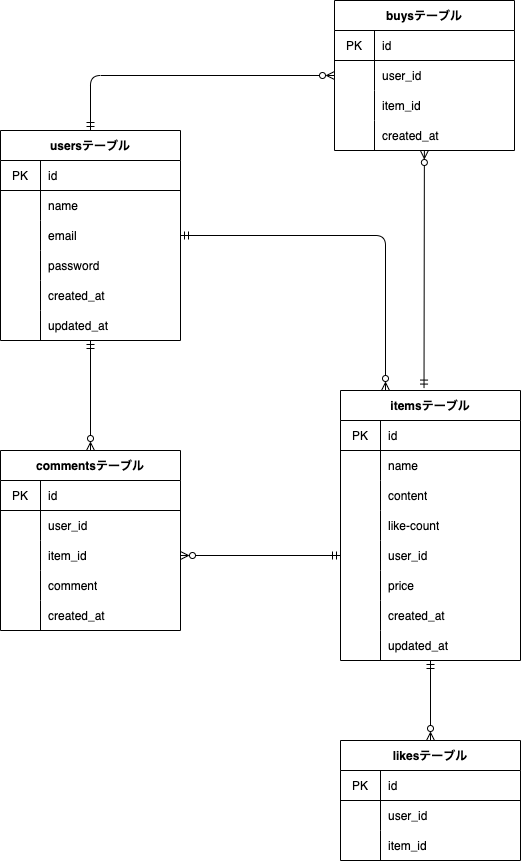 buysテーブル
PK id
user_id
item_id
created_at
usersテーブル
PK id
name
email
password
created_at
updated_at
itemsテーブル
PK id
name
content
like-count
user_id
price
created_at
updated_at
commentsテーブル
PK id
user_id
item_id
comment
created_at
likesテーブル
PK id
user_id
item_id